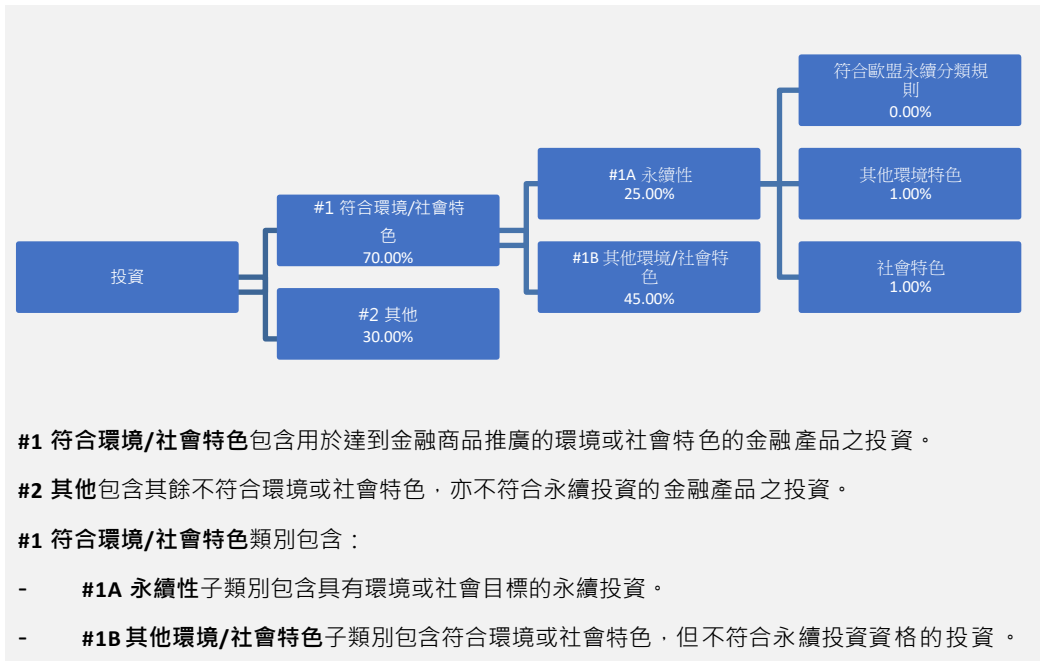 投資
#1 符合環境/社會特
色
70.00%
#2 其他
30.00%
#1A 永續性
25.00%
#1B 其他環境/社會特
色
45.00%
符合歐盟永續分類規
則
0.00%
其他環境特色
1.00%
社會特色
1.00%
#1 符合環境/社會特色包含用於達到金融商品推廣的環境或社會特色的金融產品之投資。
#2 其他包含其餘不符合環境或社會特色，亦不符合永續投資的金融產品之投資。
#1 符合環境/社會特色類別包含：
- #1A 永續性子類別包含具有環境或社會目標的永續投資。
- #1B 其他環境/社會特色子類別包含符合環境或社會特色，但不符合永續投資資格的投資。